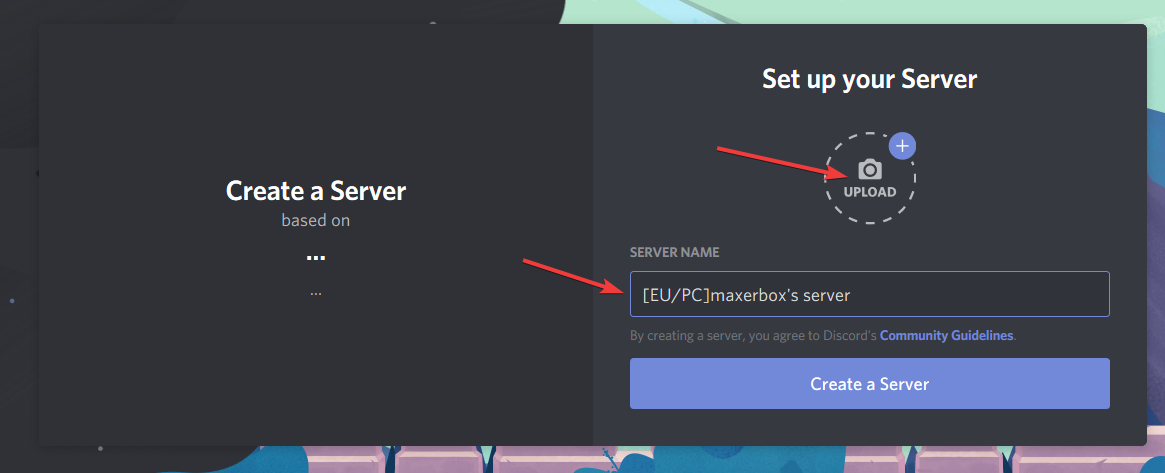 Create a Server
based on
...
...
Set up your Server
UPLOAD
SERVER NAME
[EU/PC]maxerbox's server
By creating a server, you agree to Discord's Community Guidelines.
Create a Server